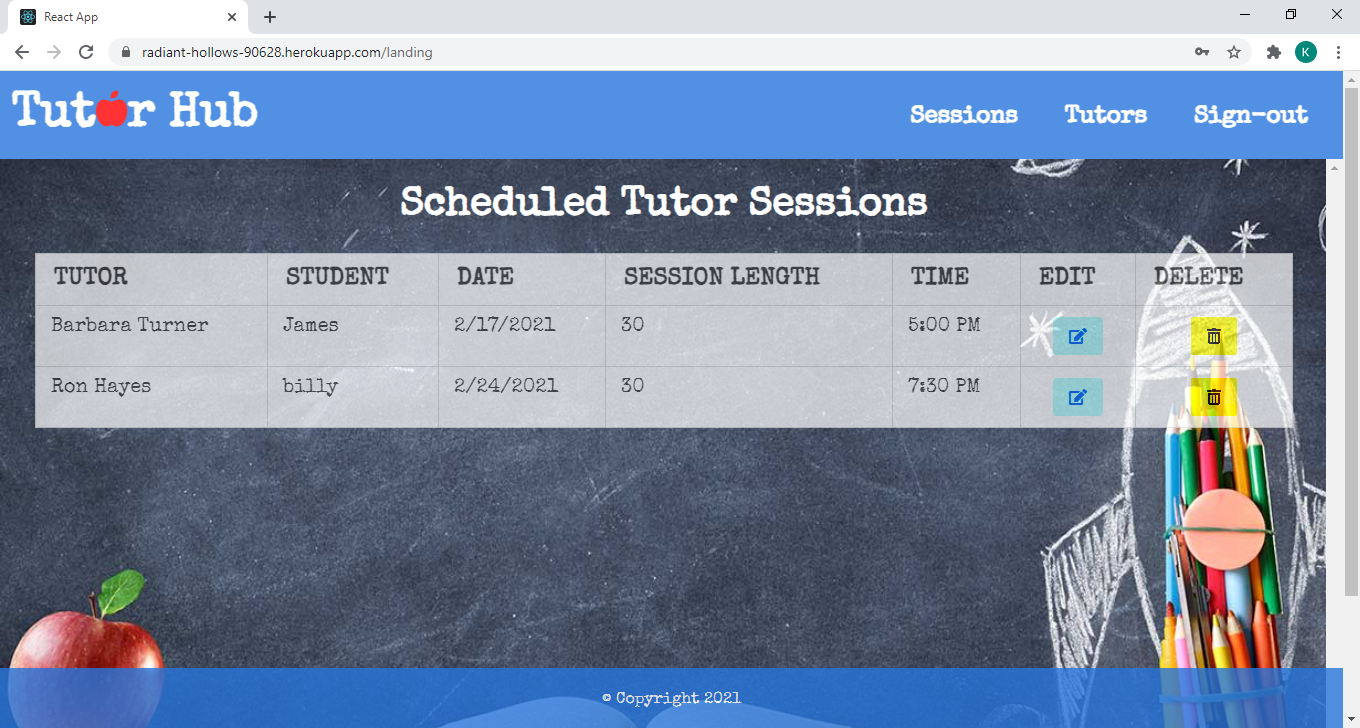 React App
radiant-hollows-90628.herokuapp.com/landing
K
Tutor Hub
Sessions Tutors Sign-out
Scheduled Tutor Sessions
TUTOR STUDENT DATE SESSION LENGTH TIME EDIT DELETE
Barbara Turner James 2/17/2021 30 5:00 PM
Ron Hayes billy 2/24/2021 30 7:30 PM
© Copyright 2021